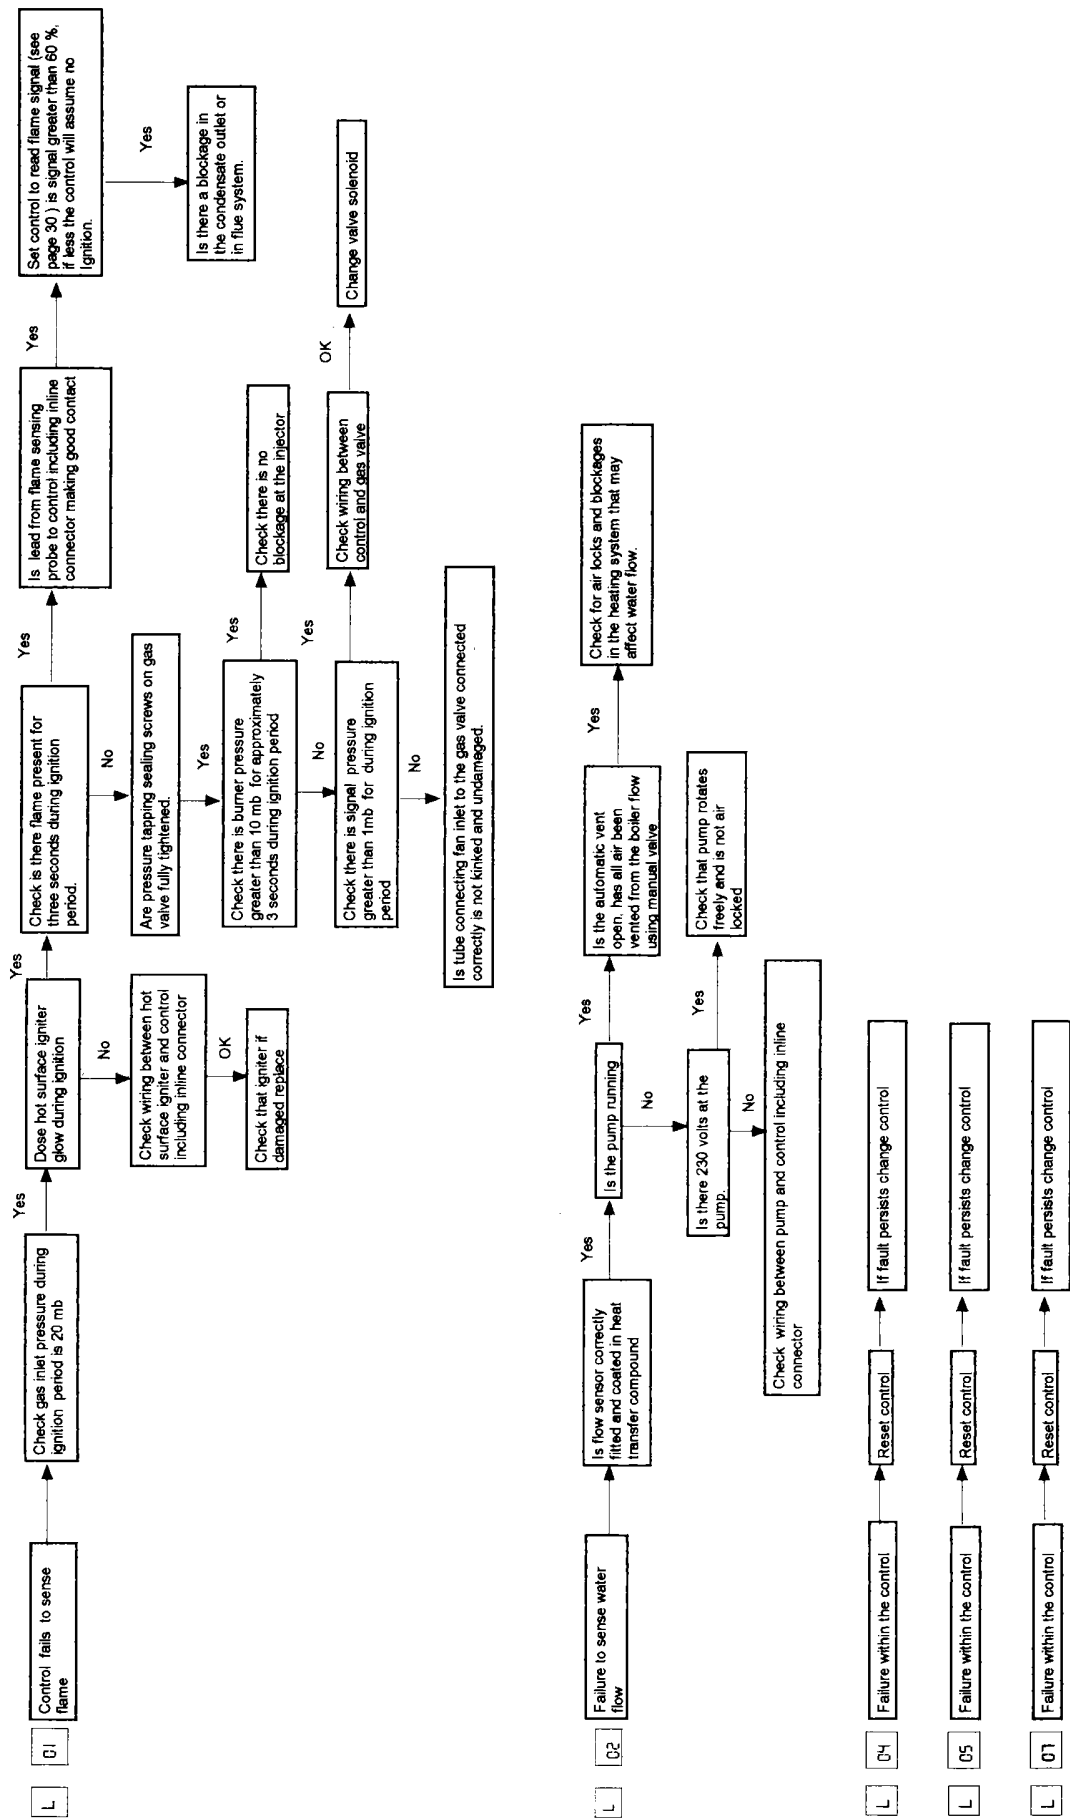 L 01
Control fails to sense
flame
Check gas inlet pressure during
ignition period is 20 mb
Yes
Dose hot surface igniter
glow during ignition
No
Check wiring between hot
surface igniter and control
including inline connector
OK
Check that igniter if
damaged replace
Yes
Check is there flame present for
three seconds during ignition
period.
No
Are pressure tapping sealing screws on gas
valve fully tightened.
Yes
Check there is burner pressure
greater than 10 mb for approximately
3 seconds during ignition period
Yes
Check there is no
blockage at the injector
No
Check there is signal pressure
greater than 1mb for during ignition
period
Yes
Check wiring between
control and gas valve
OK
Change valve solenoid
No
Is tube connecting fan inlet to the gas valve connected
correctly is not kinked and undamaged.
Yes
Is lead from flame sensing
probe to control including inline
connector making good contact
Yes
Set control to read flame signal (see
page 30 ) is signal greater than 60 %,
if less the control will assume no
Ignition.
Yes
Is there a blockage in
the condensate outlet or
in flue system.
L 02
Failure to sense water
flow
Is flow sensor correctly
fitted and coated in heat
transfer compound
Yes
Is the pump running
Yes
Is the automatic vent
open, has all air been
vented from the boiler flow
using manual valve
Yes
Check for air locks and blockages
in the heating system that may
affect water flow.
No
Is there 230 volts at the
pump.
Yes
Check that pump rotates
freely and is not air
locked
No
Check wiring between pump and control including inline
connector
L 04
Failure within the control
Reset control
If fault persists change control
L 05
Failure within the control
Reset control
If fault persists change control
L 07
Failure within the control
Reset control
If fault persists change control